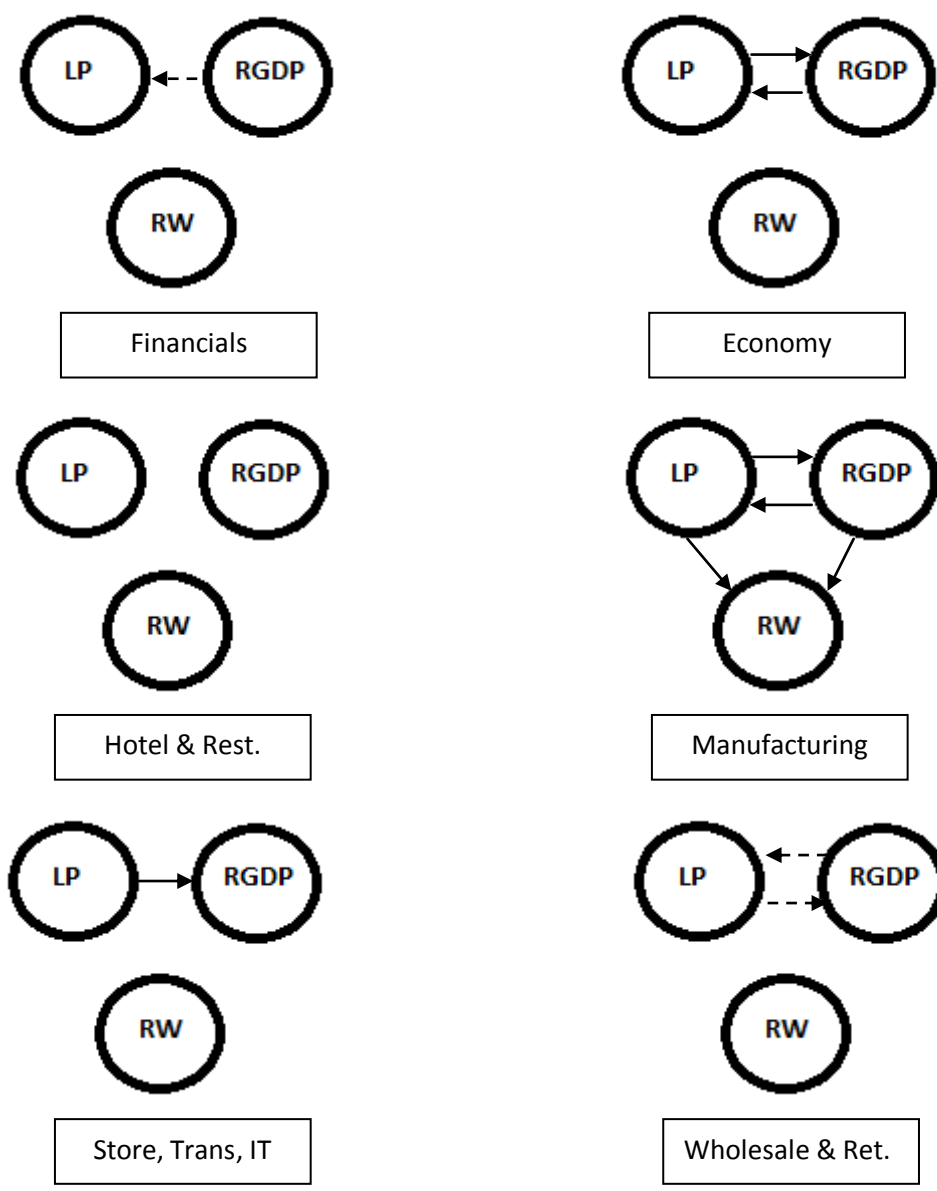 LP RGDP
RW
Financials
LP RGDP
RW
Economy
LP RGDP
RW
Hotel & Rest.
LP RGDP
RW
Manufacturing
LP RGDP
RW
Store, Trans, IT
LP RGDP
RW
Wholesale & Ret.